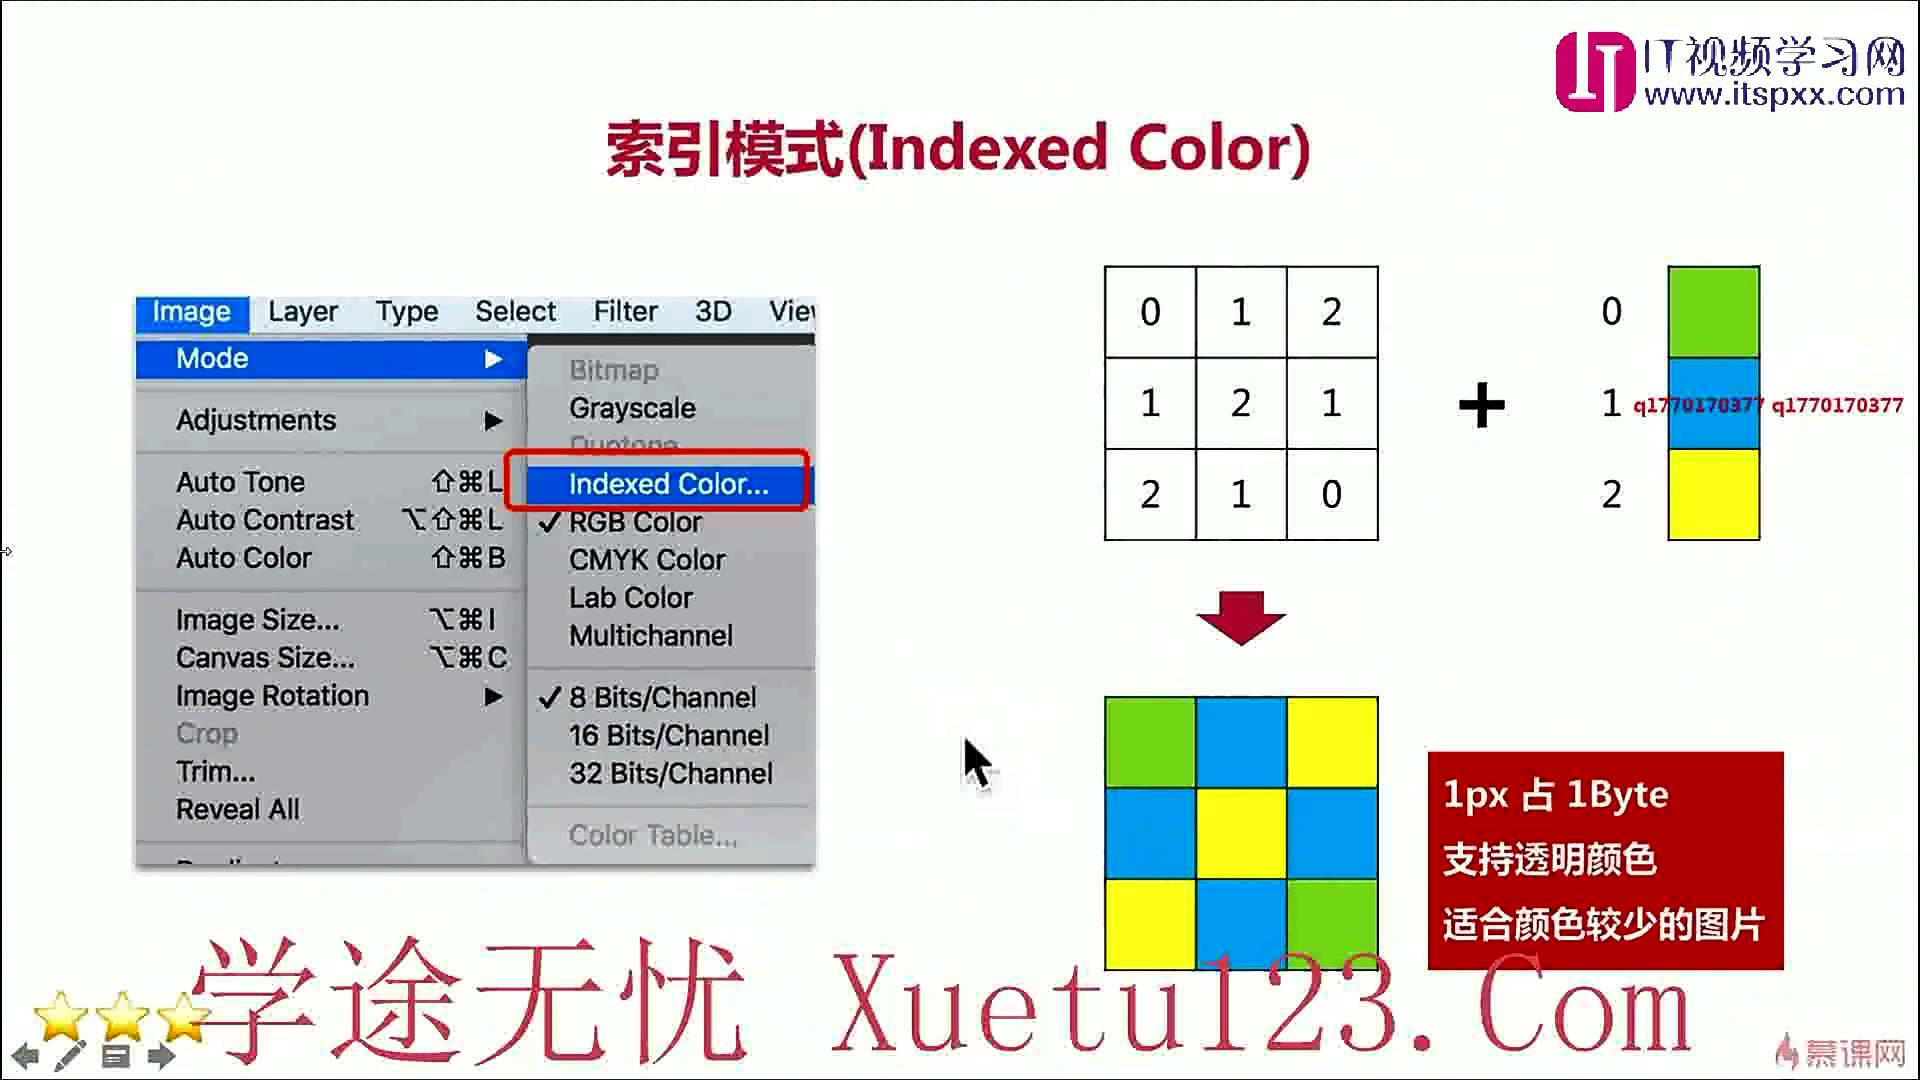 IT视频学习网
www.itspxx.com
索引模式(Indexed Color)
Image Layer Type Select Filter 3D
Mode
Adjustments
Auto Tone ⇧⌘L
Auto Contrast ⌥⇧⌘L
Auto Color ⇧⌘B
Image Size... ⌥⌘I
Canvas Size... ⌥⌘C
Image Rotation
Crop
Trim...
Reveal All
Bitmap
Grayscale
Duotone
Indexed Color...
✓ RGB Color
CMYK Color
Lab Color
Multichannel
✓ 8 Bits/Channel
16 Bits/Channel
32 Bits/Channel
Color Table...
0 1 2
1 2 1
2 1 0
+
0
1 q1770170377 q1770170377
2
1px 占 1Byte
支持透明颜色
适合颜色较少的图片
学途无忧 Xuetu123.Com
慕课网